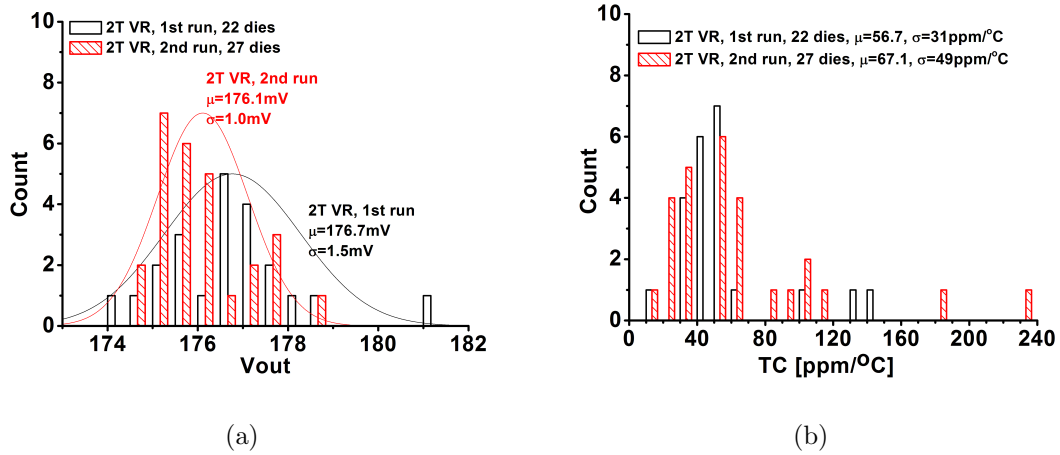 2T VR, 1st run, 22 dies
2T VR, 2nd run, 27 dies
2T VR, 2nd run
μ=176.1mV
σ=1.0mV
2T VR, 1st run
μ=176.7mV
σ=1.5mV
Count
10
8
6
4
2
0
174 176 178 180 182
Vout
(a)
2T VR, 1st run, 22 dies, μ=56.7, σ=31ppm/°C
2T VR, 2nd run, 27 dies, μ=67.1, σ=49ppm/°C
Count
10
8
6
4
2
0
0 40 80 120 160 200 240
TC [ppm/°C]
(b)